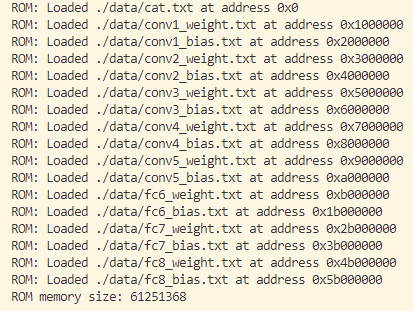 ROM: Loaded ./data/cat.txt at address 0x0
ROM: Loaded ./data/conv1_weight.txt at address 0x1000000
ROM: Loaded ./data/conv1_bias.txt at address 0x2000000
ROM: Loaded ./data/conv2_weight.txt at address 0x3000000
ROM: Loaded ./data/conv2_bias.txt at address 0x4000000
ROM: Loaded ./data/conv3_weight.txt at address 0x5000000
ROM: Loaded ./data/conv3_bias.txt at address 0x6000000
ROM: Loaded ./data/conv4_weight.txt at address 0x7000000
ROM: Loaded ./data/conv4_bias.txt at address 0x8000000
ROM: Loaded ./data/conv5_weight.txt at address 0x9000000
ROM: Loaded ./data/conv5_bias.txt at address 0xa000000
ROM: Loaded ./data/fc6_weight.txt at address 0xb000000
ROM: Loaded ./data/fc6_bias.txt at address 0x1b000000
ROM: Loaded ./data/fc7_weight.txt at address 0x2b000000
ROM: Loaded ./data/fc7_bias.txt at address 0x3b000000
ROM: Loaded ./data/fc8_weight.txt at address 0x4b000000
ROM: Loaded ./data/fc8_bias.txt at address 0x5b000000
ROM memory size: 61251368